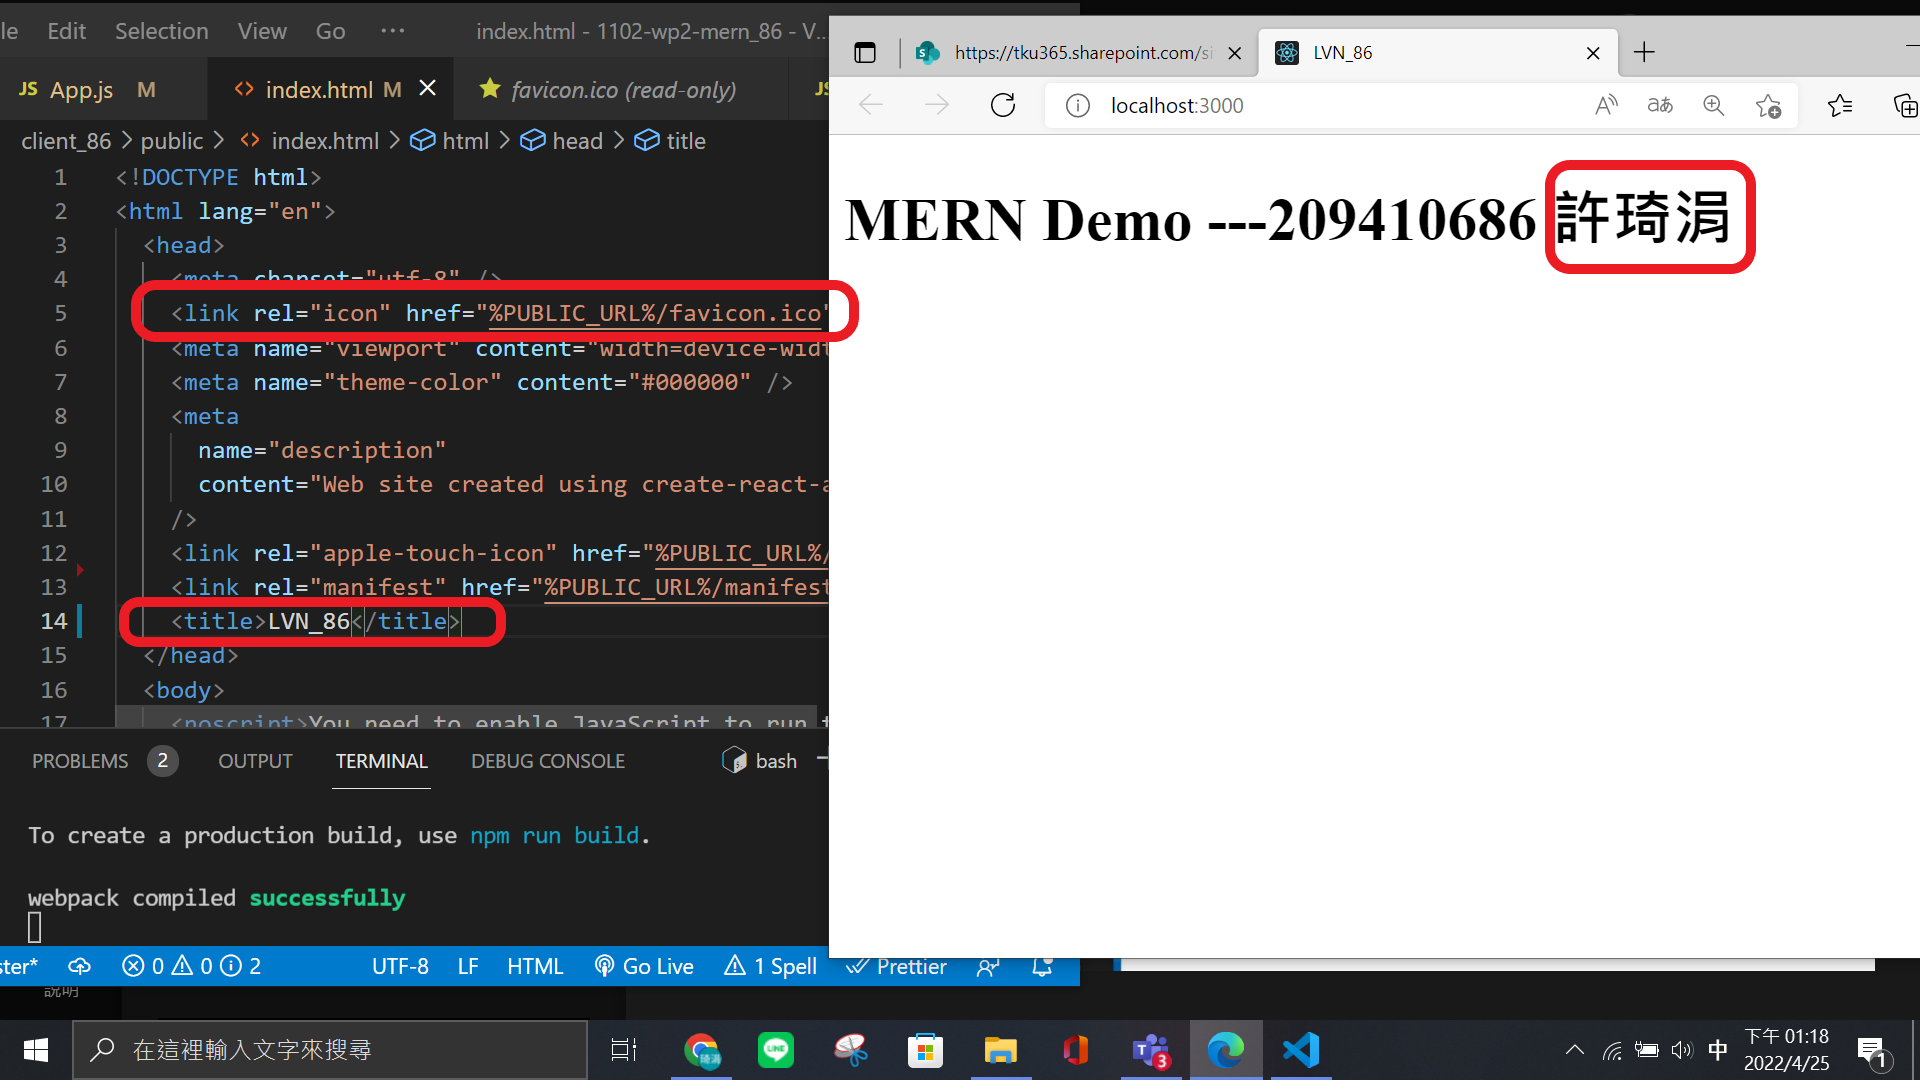 le Edit Selection View Go ··· index.html - 1102-wp2-mern_86 - V...
JS App.js M
index.html M
favicon.ico (read-only)
JS
client_86 > public > index.html > html > head > title
1 <!DOCTYPE html>
2 <html lang="en">
3 <head>
4 <meta charset="utf-8" />
5 <link rel="icon" href="%PUBLIC_URL%/favicon.ico"
6 <meta name="viewport" content="width=device-widt
7 <meta name="theme-color" content="#000000" />
8 <meta
9 name="description"
10 content="Web site created using create-react-a
11 />
12 <link rel="apple-touch-icon" href="%PUBLIC_URL%/
13 <link rel="manifest" href="%PUBLIC_URL%/manifest
14 <title>LVN_86</title>
15 </head>
16 <body>
17 <noscript>You need to enable JavaScript to run t
PROBLEMS 2 OUTPUT TERMINAL DEBUG CONSOLE bash
To create a production build, use npm run build.
webpack compiled successfully
ster* 0 0 2 UTF-8 LF HTML Go Live 1 Spell Prettier
說明
https://tku365.sharepoint.com/si
LVN_86
localhost:3000
MERN Demo ---209410686 許琦涓
在這裡輸入文字來搜尋
琦涓
LINE
3
中
下午 01:18
2022/4/25
1